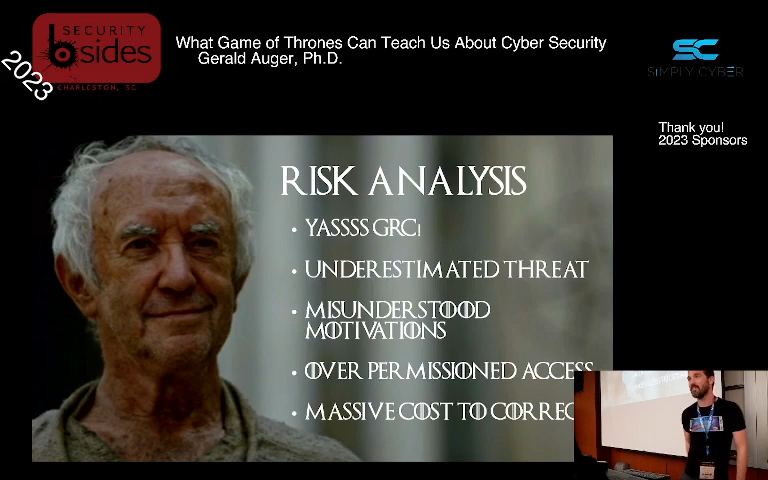 SECURITY
bsides
CHARLESTON, SC
2023
What Game of Thrones Can Teach Us About Cyber Security
Gerald Auger, Ph.D.
SC
SIMPLY CYBER
Thank you!
2023 Sponsors
RISK ANALYSIS
• YASSSS GRC!
• UNDERESTIMATED THREAT
• MISUNDERSTOOD
MOTIVATIONS
• OVER PERMISSIONED ACCESS
• MASSIVE COST TO CORREC